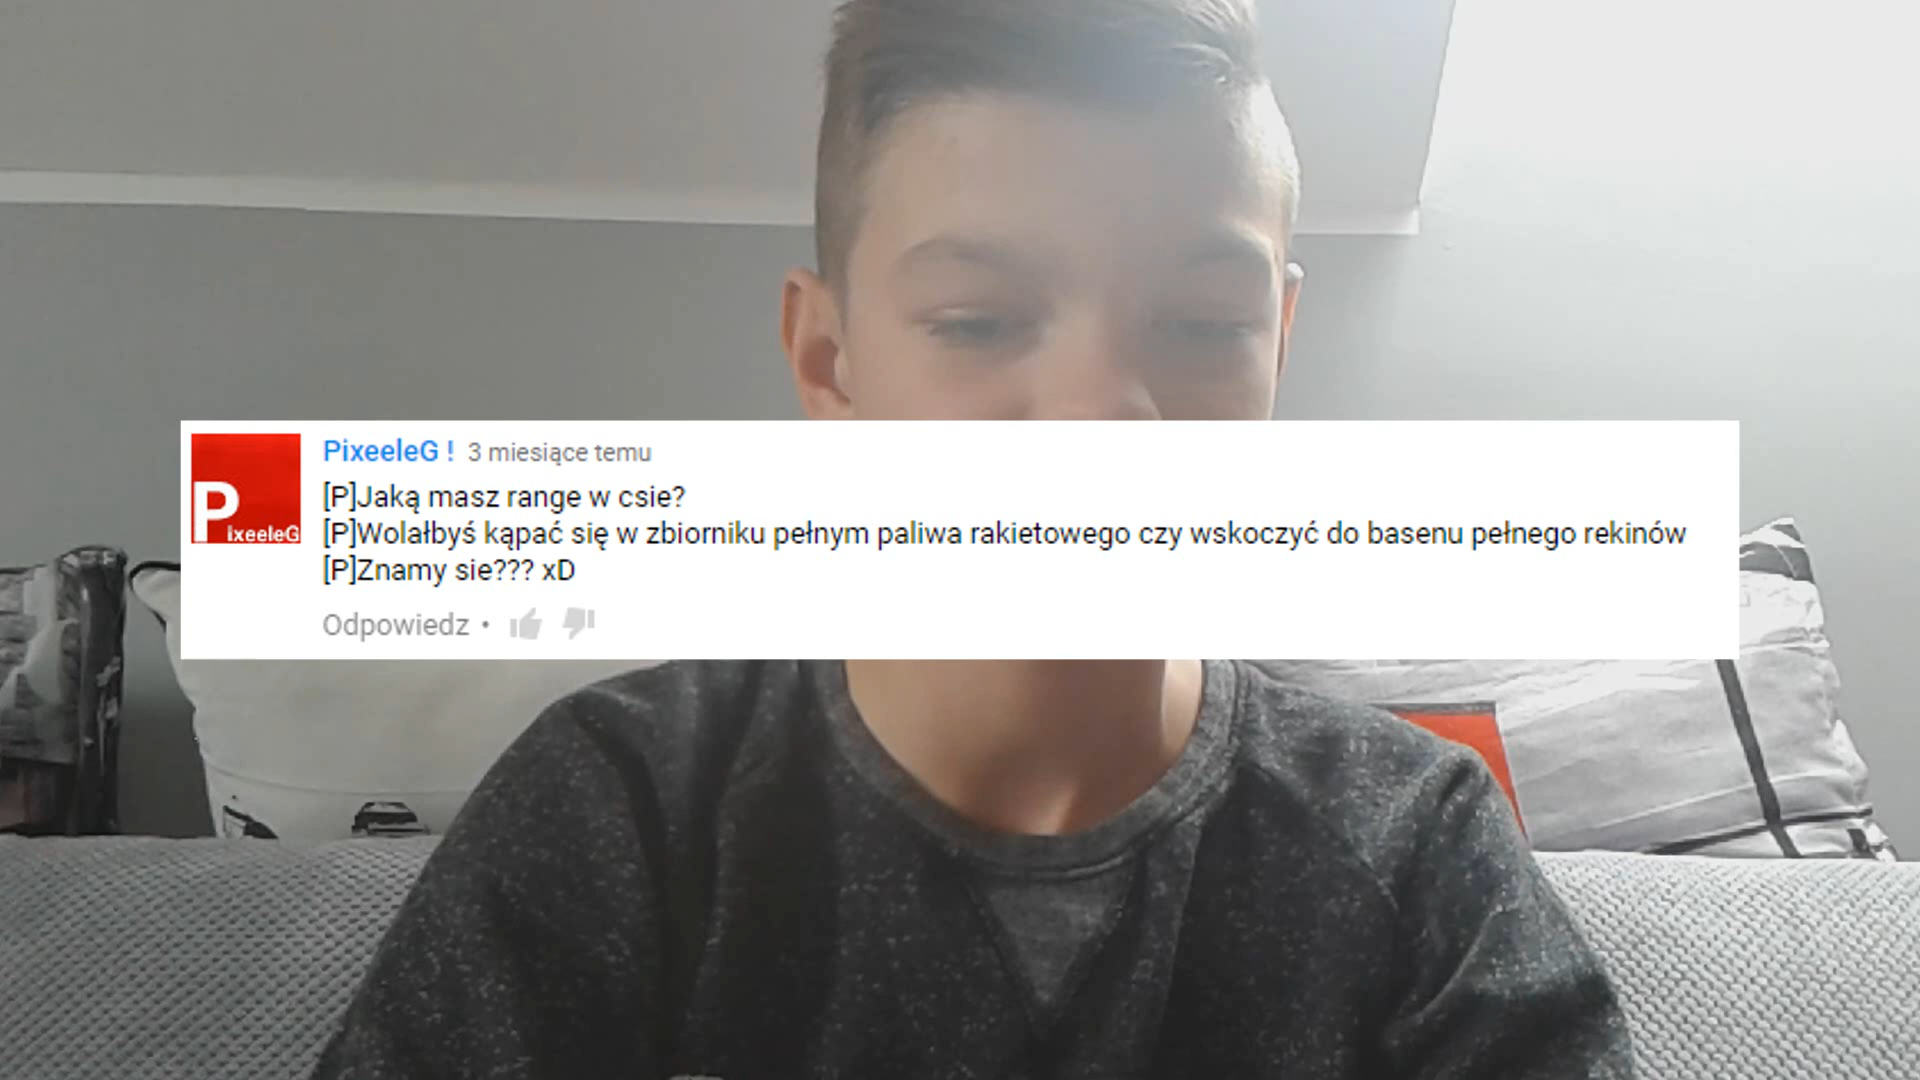 PixeeleG
PixeeleG ! 3 miesiące temu
[P]Jaką masz range w csie?
[P]Wolałbyś kąpać się w zbiorniku pełnym paliwa rakietowego czy wskoczyć do basenu pełnego rekinów
[P]Znamy sie??? xD
Odpowiedz •